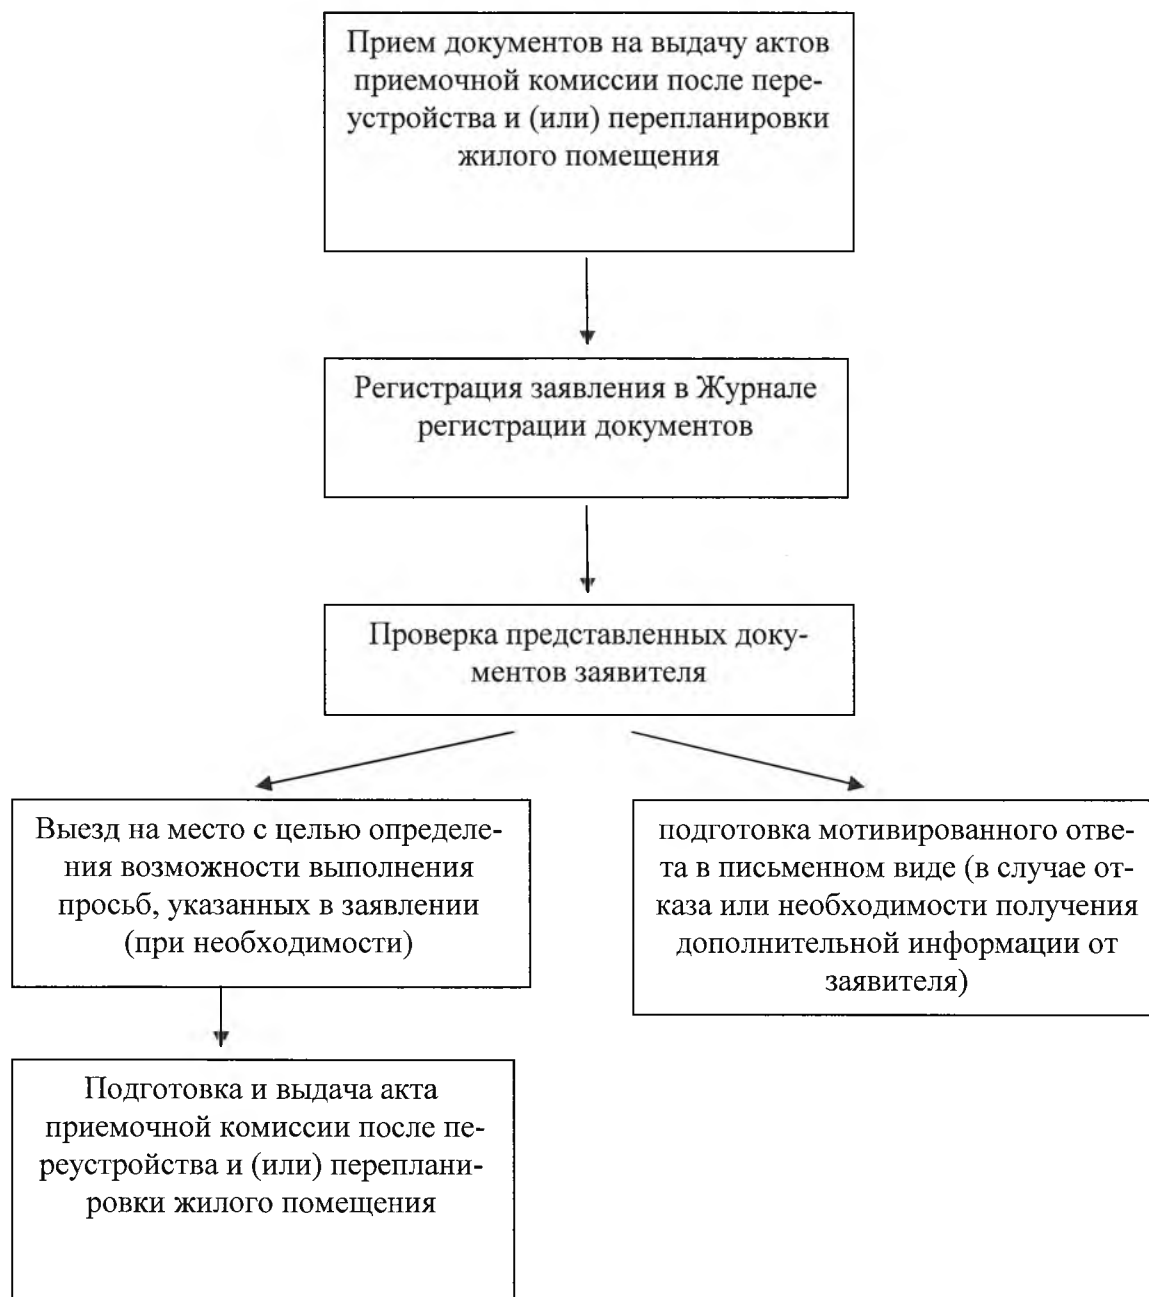 Прием документов на выдачу актов
приемочной комиссии после пере-
устройства и (или) перепланировки
жилого помещения
Регистрация заявления в Журнале
регистрации документов
Проверка представленных доку-
ментов заявителя
Выезд на место с целью определе-
ния возможности выполнения
просьб, указанных в заявлении
(при необходимости)
подготовка мотивированного отве-
та в письменном виде (в случае от-
каза или необходимости получения
дополнительной информации от
заявителя)
Подготовка и выдача акта
приемочной комиссии после пе-
реустройства и (или) переплани-
ровки жилого помещения